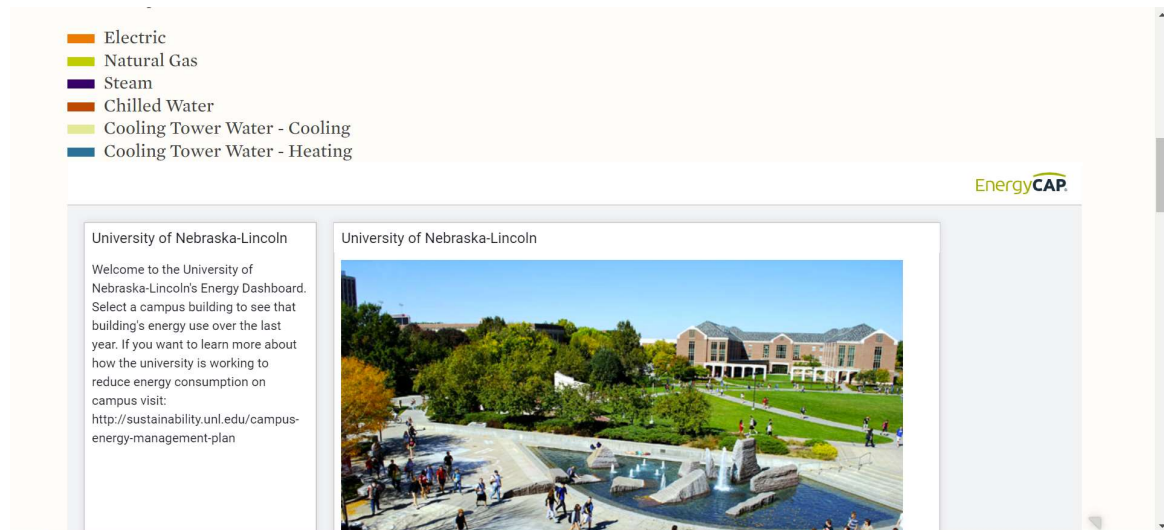 Electric
Natural Gas
Steam
Chilled Water
Cooling Tower Water - Cooling
Cooling Tower Water - Heating
EnergyCAP.
University of Nebraska-Lincoln
Welcome to the University of
Nebraska-Lincoln's Energy Dashboard.
Select a campus building to see that
building's energy use over the last
year. If you want to learn more about
how the university is working to
reduce energy consumption on
campus visit:
http://sustainability.unl.edu/campus-
energy-management-plan
University of Nebraska-Lincoln